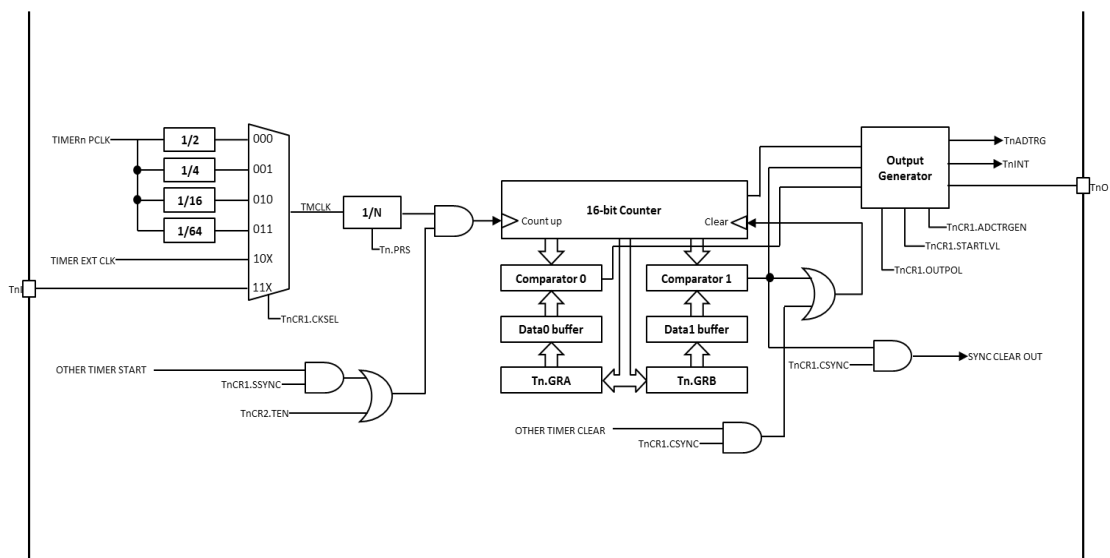 TIMERn PCLK
1/2
000
1/4
001
1/16
010
1/64
011
TIMER EXT CLK
10X
TnI
11X
TnCR1.CKSEL
TMCLK
1/N
Tn.PRS
OTHER TIMER START
TnCR1.SSYNC
TnCR2.TEN
16-bit Counter
Count up
Clear
Comparator 0
Comparator 1
Data0 buffer
Data1 buffer
Tn.GRA
Tn.GRB
OTHER TIMER CLEAR
TnCR1.CSYNC
Output
Generator
TnADTRG
TnINT
TnO
TnCR1.ADCTRGEN
TnCR1.STARTLVL
TnCR1.OUTPOL
SYNC CLEAR OUT
TnCR1.CSYNC